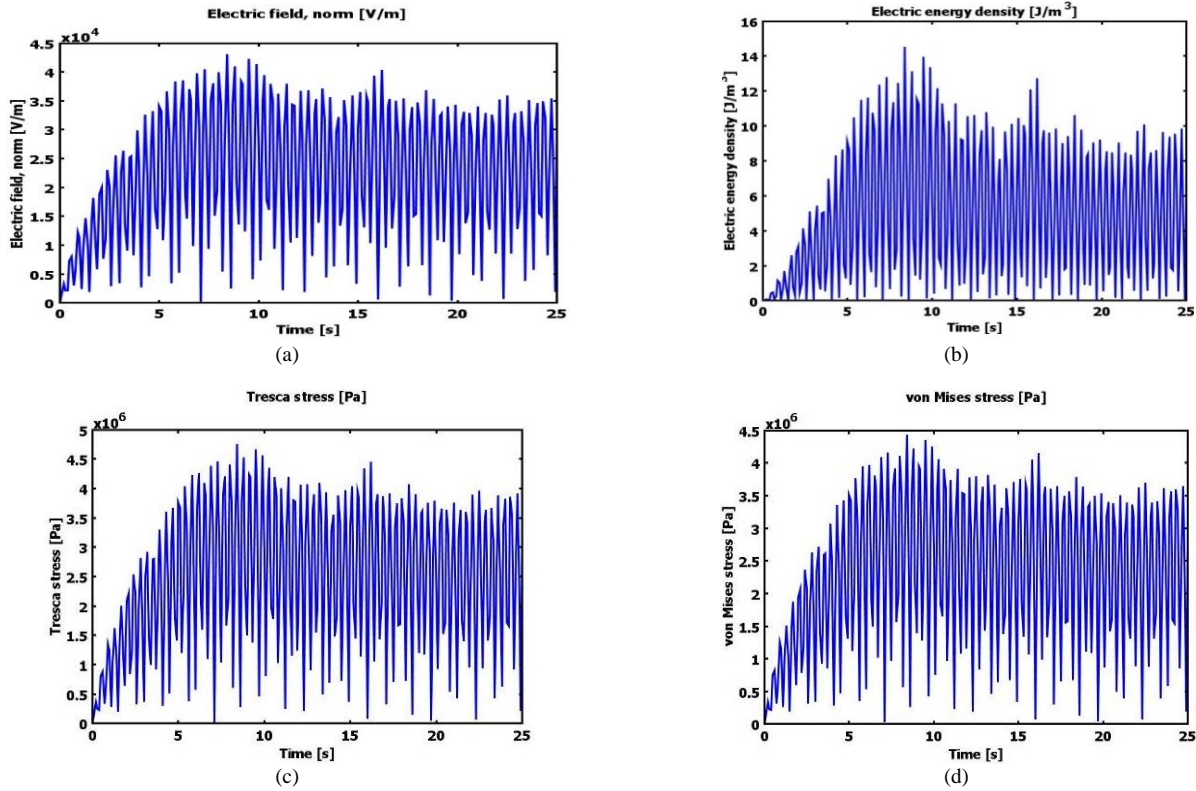 Electric field, norm [V/m]
x10^4
4.5
4
3.5
3
2.5
2
1.5
1
0.5
0
Electric field, norm [V/m]
0 5 10 15 20 25
Time [s]
(a)
Electric energy density [J/m^3]
16
14
12
10
8
6
4
2
0
Electric energy density [J/m^3]
0 5 10 15 20 25
Time [s]
(b)
Tresca stress [Pa]
x10^6
5
4.5
4
3.5
3
2.5
2
1.5
1
0.5
0
Tresca stress [Pa]
0 5 10 15 20 25
Time [s]
(c)
von Mises stress [Pa]
x10^6
4.5
4
3.5
3
2.5
2
1.5
1
0.5
0
von Mises stress [Pa]
0 5 10 15 20 25
Time [s]
(d)